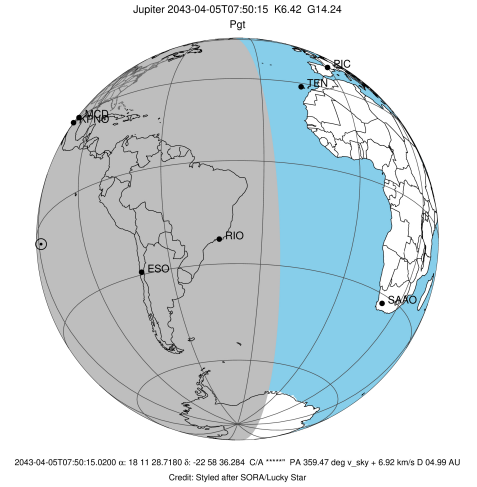 Jupiter 2043-04-05T07:50:15  K6.42  G14.24
Pgt
PIC
TEN
MCD
KPNO
RIO
ESO
SAAO
2043-04-05T07:50:15.0200 α: 18 11 28.7180 δ: -22 58 36.284  C/A *****"  PA 359.47 deg v_sky + 6.92 km/s D 04.99 AU
Credit: Styled after SORA/Lucky Star